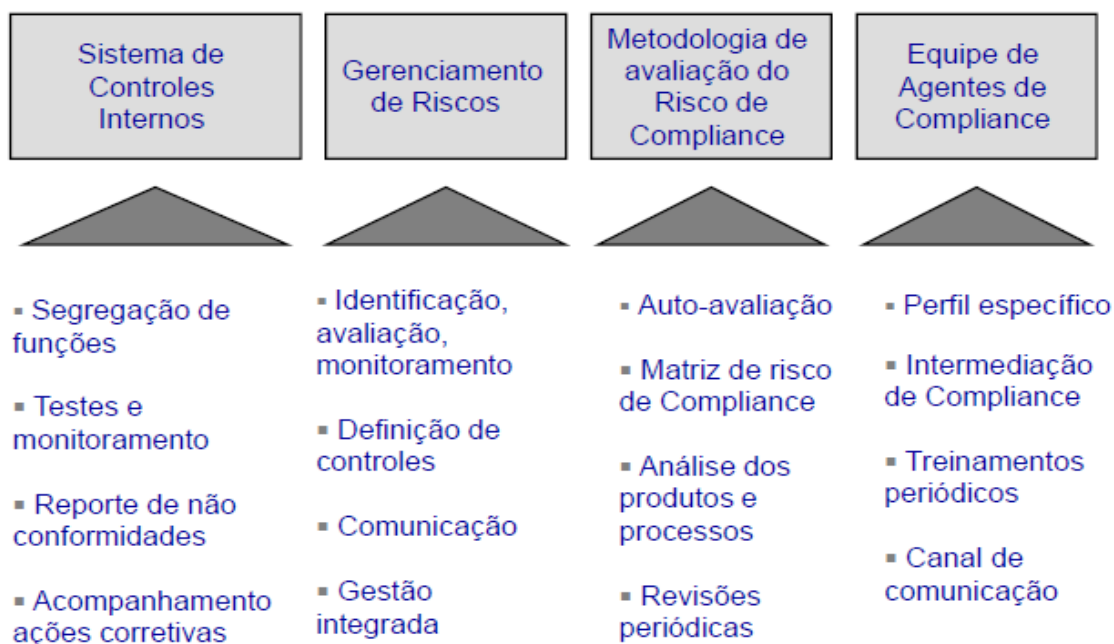 Sistema de
Controles
Internos
Gerenciamento
de Riscos
Metodologia de
avaliação do
Risco de
Compliance
Equipe de
Agentes de
Compliance
▪ Segregação de
funções
▪ Testes e
monitoramento
▪ Reporte de não
conformidades
▪ Acompanhamento
ações corretivas
▪ Identificação,
avaliação,
monitoramento
▪ Definição de
controles
▪ Comunicação
▪ Gestão
integrada
▪ Auto-avaliação
▪ Matriz de risco
de Compliance
▪ Análise dos
produtos e
processos
▪ Revisões
periódicas
▪ Perfil específico
▪ Intermediação
de Compliance
▪ Treinamentos
periódicos
▪ Canal de
comunicação